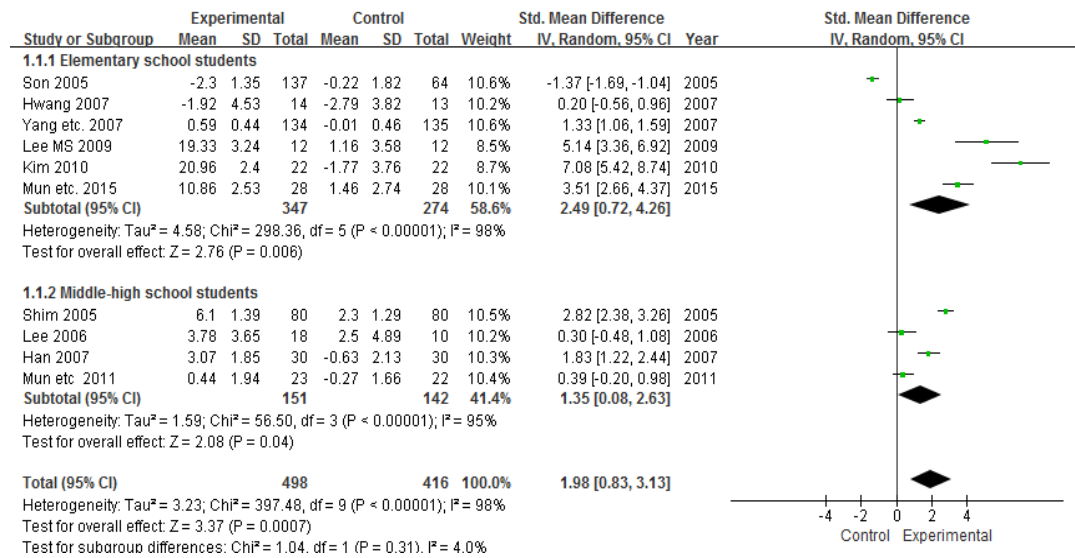 Experimental Control Std. Mean Difference Std. Mean Difference
Study or Subgroup Mean SD Total Mean SD Total Weight IV, Random, 95% CI Year IV, Random, 95% CI
1.1.1 Elementary school students
Son 2005 -2.3 1.35 137 -0.22 1.82 64 10.6% -1.37 [-1.69, -1.04] 2005
Hwang 2007 -1.92 4.53 14 -2.79 3.82 13 10.2% 0.20 [-0.56, 0.96] 2007
Yang etc. 2007 0.59 0.44 134 -0.01 0.46 135 10.6% 1.33 [1.06, 1.59] 2007
Lee MS 2009 19.33 3.24 12 1.16 3.58 12 8.5% 5.14 [3.36, 6.92] 2009
Kim 2010 20.96 2.4 22 -1.77 3.76 22 8.7% 7.08 [5.42, 8.74] 2010
Mun etc. 2015 10.86 2.53 28 1.46 2.74 28 10.1% 3.51 [2.66, 4.37] 2015
Subtotal (95% CI) 347 274 58.6% 2.49 [0.72, 4.26]
Heterogeneity: Tau² = 4.58; Chi² = 298.36, df = 5 (P < 0.00001); I² = 98%
Test for overall effect: Z = 2.76 (P = 0.006)
1.1.2 Middle-high school students
Shim 2005 6.1 1.39 80 2.3 1.29 80 10.5% 2.82 [2.38, 3.26] 2005
Lee 2006 3.78 3.65 18 2.5 4.89 10 10.2% 0.30 [-0.48, 1.08] 2006
Han 2007 3.07 1.85 30 -0.63 2.13 30 10.3% 1.83 [1.22, 2.44] 2007
Mun etc 2011 0.44 1.94 23 -0.27 1.66 22 10.4% 0.39 [-0.20, 0.98] 2011
Subtotal (95% CI) 151 142 41.4% 1.35 [0.08, 2.63]
Heterogeneity: Tau² = 1.59; Chi² = 56.50, df = 3 (P < 0.00001); I² = 95%
Test for overall effect: Z = 2.08 (P = 0.04)
Total (95% CI) 498 416 100.0% 1.98 [0.83, 3.13]
Heterogeneity: Tau² = 3.23; Chi² = 397.48, df = 9 (P < 0.00001); I² = 98%
Test for overall effect: Z = 3.37 (P = 0.0007)
Test for subgroup differences: Chi² = 1.04, df = 1 (P = 0.31), I² = 4.0%
-4 -2 0 2 4
Control Experimental